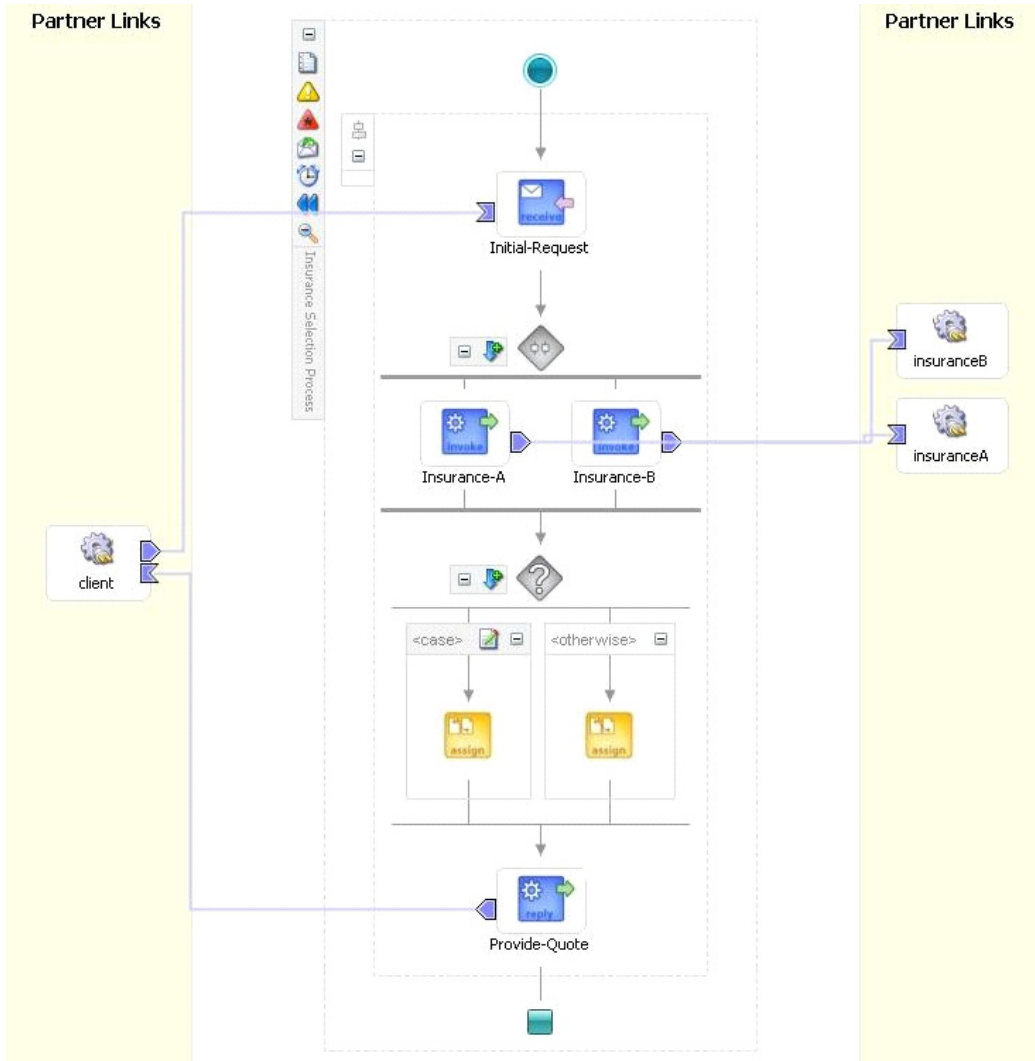 Partner Links
Partner Links
Insurance Selection Process
receive
Initial-Request
insuranceB
insuranceA
invoke
invoke
Insurance-A
Insurance-B
client
?
<case>
<otherwise>
assign
assign
reply
Provide-Quote